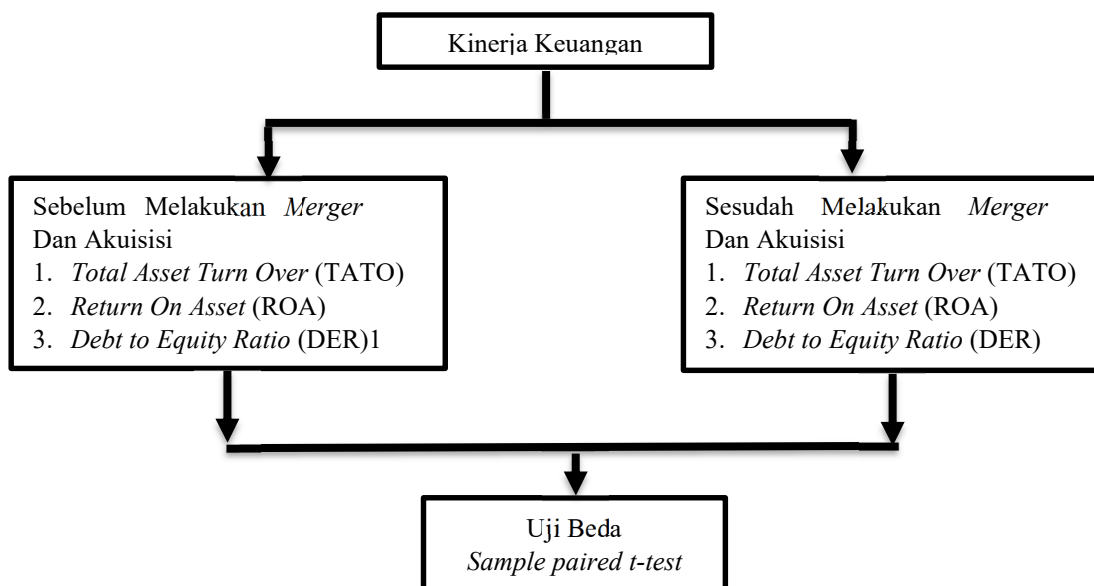 Kinerja Keuangan
Sebelum Melakukan Merger
Dan Akuisisi
1. Total Asset Turn Over (TATO)
2. Return On Asset (ROA)
3. Debt to Equity Ratio (DER)1
Sesudah Melakukan Merger
Dan Akuisisi
1. Total Asset Turn Over (TATO)
2. Return On Asset (ROA)
3. Debt to Equity Ratio (DER)
Uji Beda
Sample paired t-test